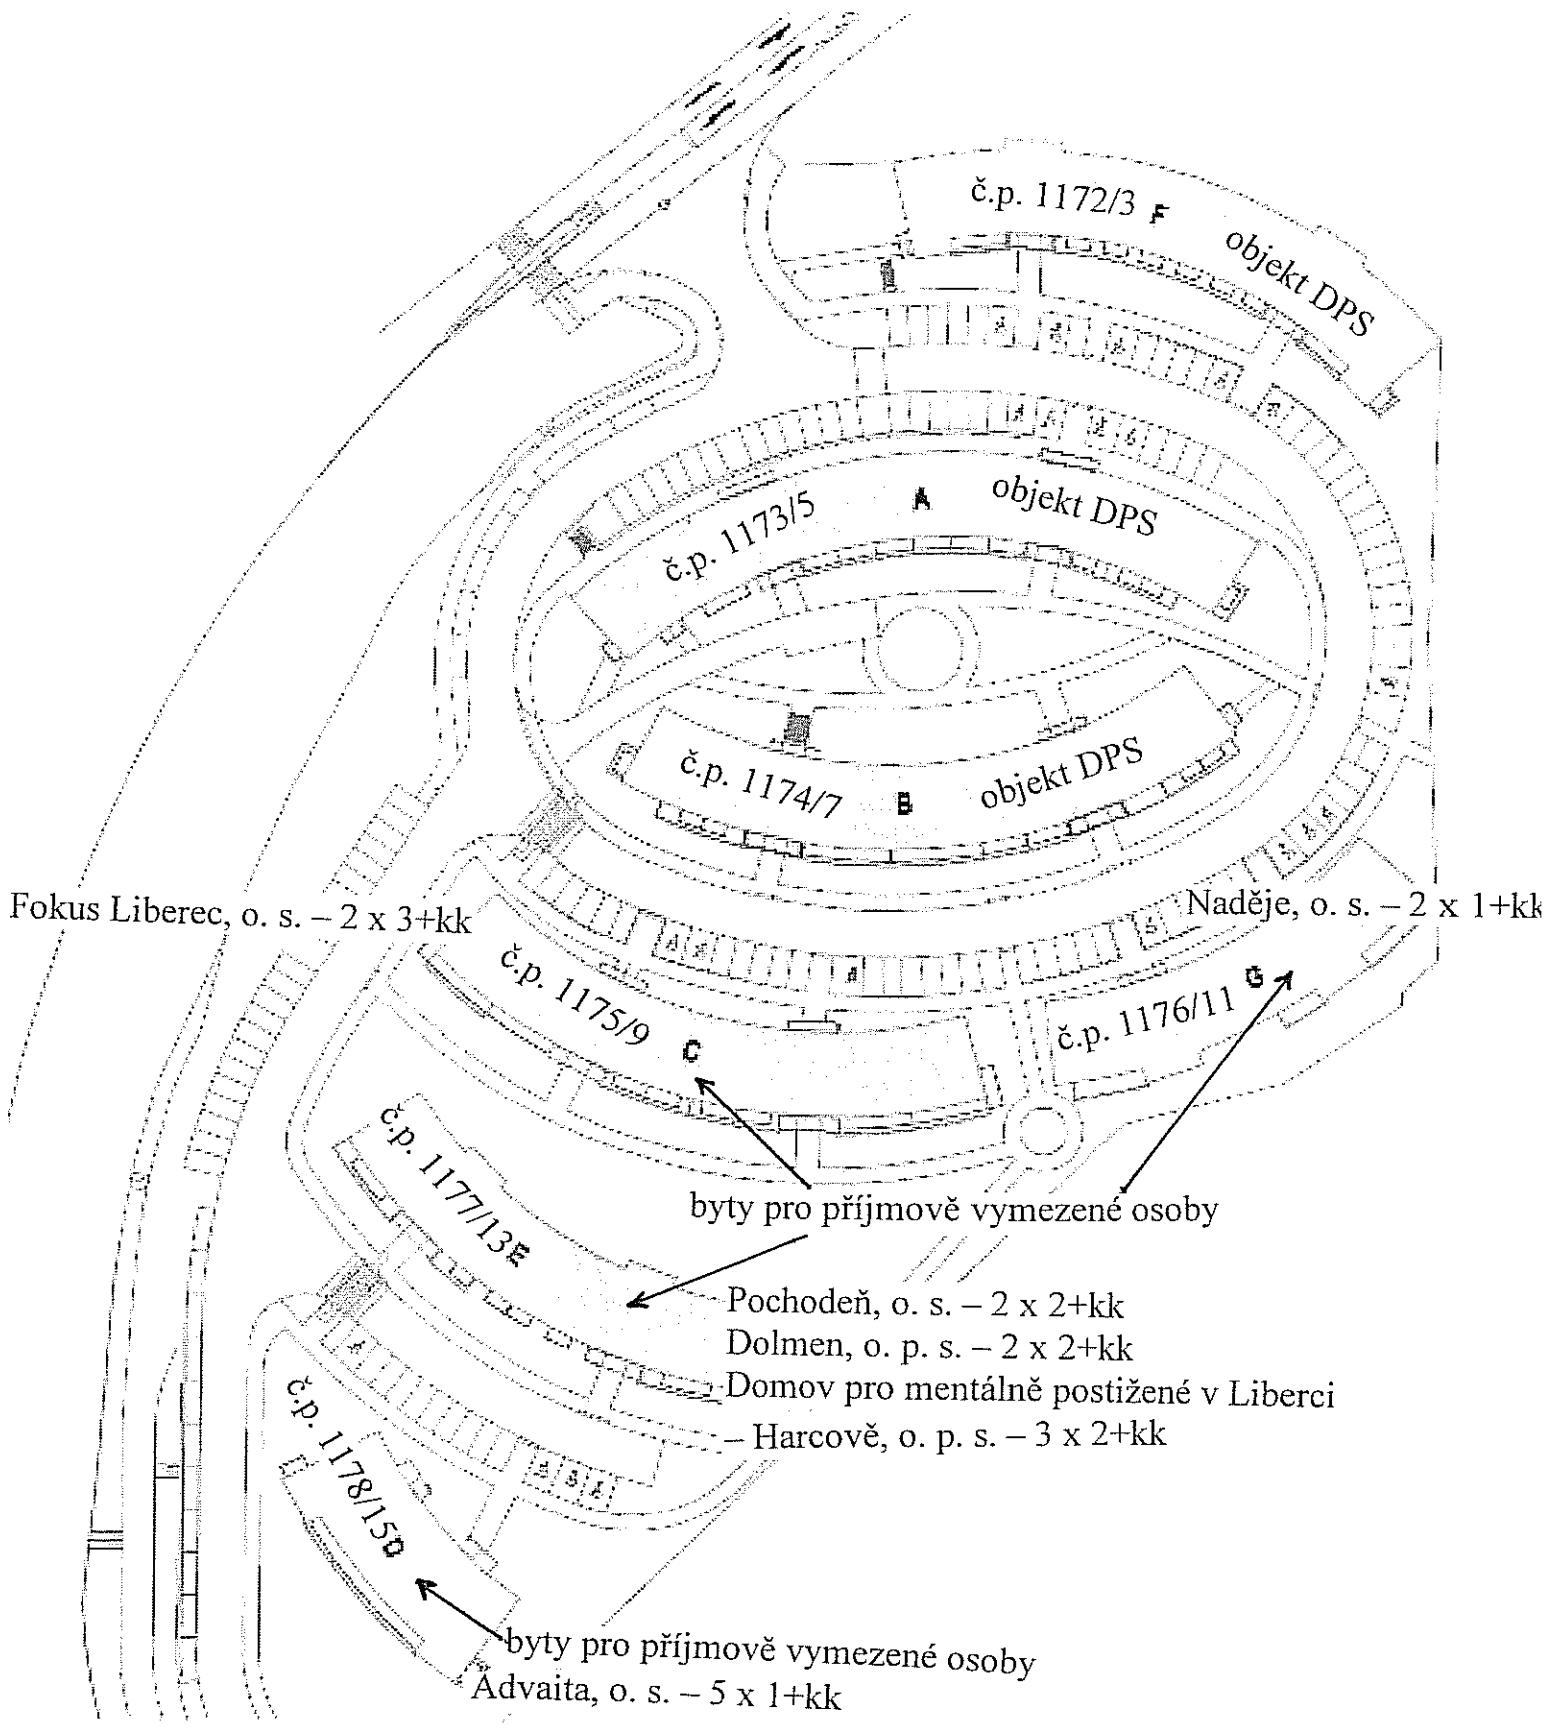 č.p. 1172/3 F objekt DPS
č.p. 1173/5 A objekt DPS
č.p. 1174/7 B objekt DPS
Fokus Liberec, o. s. – 2 x 3+kk
Naděje, o. s. – 2 x 1+kk
č.p. 1175/9 C
č.p. 1176/11 G
byty pro příjmově vymezené osoby
č.p. 1177/13 E
Pochodeň, o. s. – 2 x 2+kk
Dolmen, o. p. s. – 2 x 2+kk
Domov pro mentálně postižené v Liberci
– Harcově, o. p. s. – 3 x 2+kk
č.p. 1178/15 D
byty pro příjmově vymezené osoby
Advaita, o. s. – 5 x 1+kk